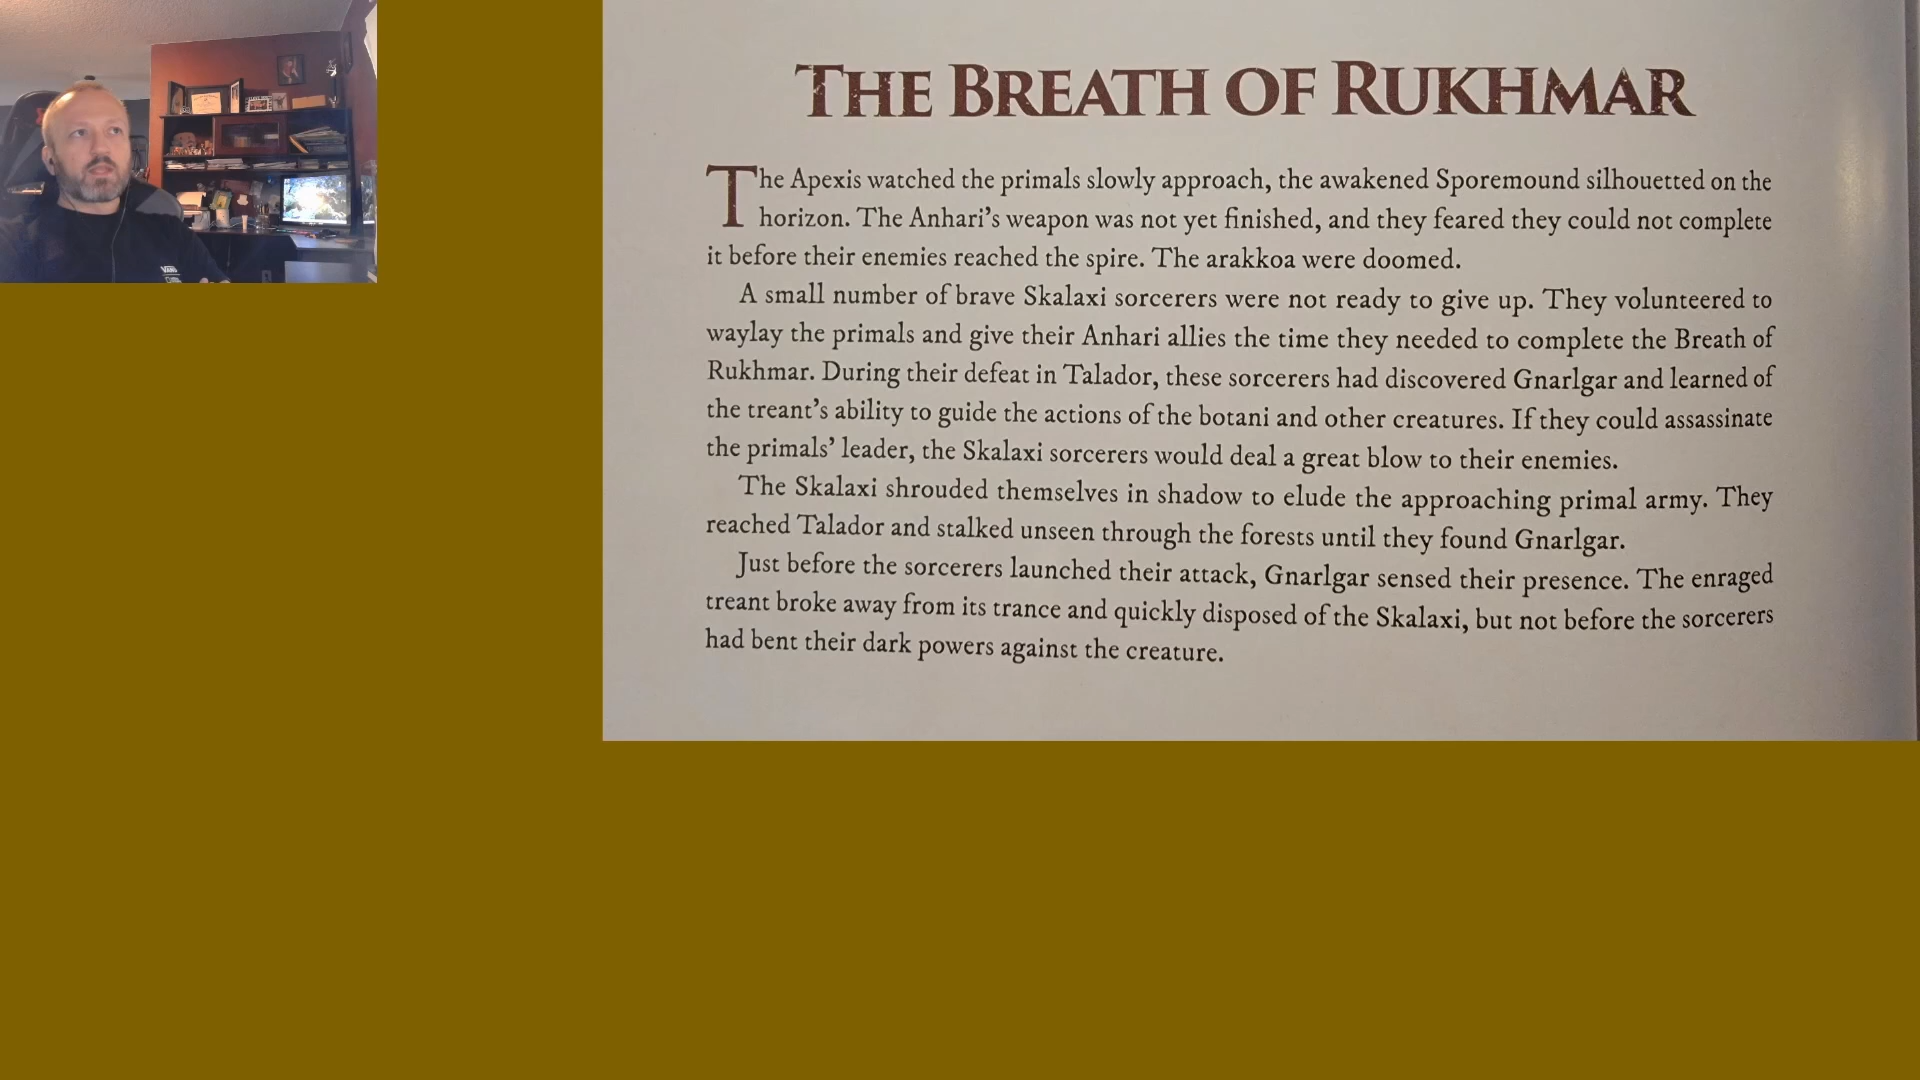 THE BREATH OF RUKHMAR
The Apexis watched the primals slowly approach, the awakened Sporemound silhouetted on the
horizon. The Anhari's weapon was not yet finished, and they feared they could not complete
it before their enemies reached the spire. The arakkoa were doomed.
A small number of brave Skalaxi sorcerers were not ready to give up. They volunteered to
waylay the primals and give their Anhari allies the time they needed to complete the Breath of
Rukhmar. During their defeat in Talador, these sorcerers had discovered Gnarlgar and learned of
the treant's ability to guide the actions of the botani and other creatures. If they could assassinate
the primals' leader, the Skalaxi sorcerers would deal a great blow to their enemies.
The Skalaxi shrouded themselves in shadow to elude the approaching primal army. They
reached Talador and stalked unseen through the forests until they found Gnarlgar.
Just before the sorcerers launched their attack, Gnarlgar sensed their presence. The enraged
treant broke away from its trance and quickly disposed of the Skalaxi, but not before the sorcerers
had bent their dark powers against the creature.
VANS